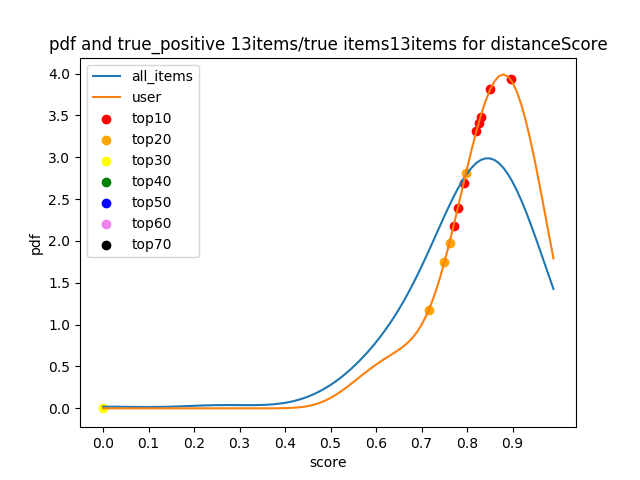 pdf and true_positive 13items/true items13items for distanceScore
4.0
3.5
3.0
2.5
2.0
1.5
1.0
0.5
0.0
pdf
all_items
user
top10
top20
top30
top40
top50
top60
top70
0.0 0.1 0.2 0.3 0.4 0.5 0.6 0.7 0.8 0.9
score